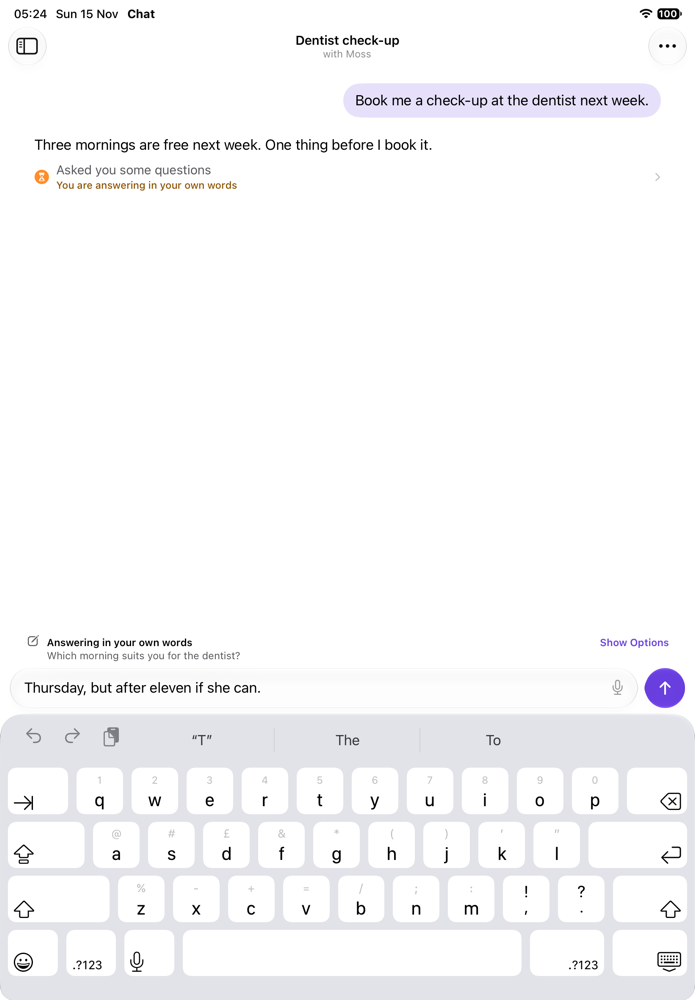 05:24 Sun 15 Nov Chat
100
Dentist check-up
with Moss
Book me a check-up at the dentist next week.
Three mornings are free next week. One thing before I book it.
Asked you some questions
You are answering in your own words
Answering in your own words
Show Options
Which morning suits you for the dentist?
Thursday, but after eleven if she can.
“T” The To
1 2 3 4 5 6 7 8 9 0
q w e r t y u i o p
@ # £ & * ( ) ' "
a s d f g h j k l
% - + = / ; : ! ?
z x c v b n m , .
.?123 .?123